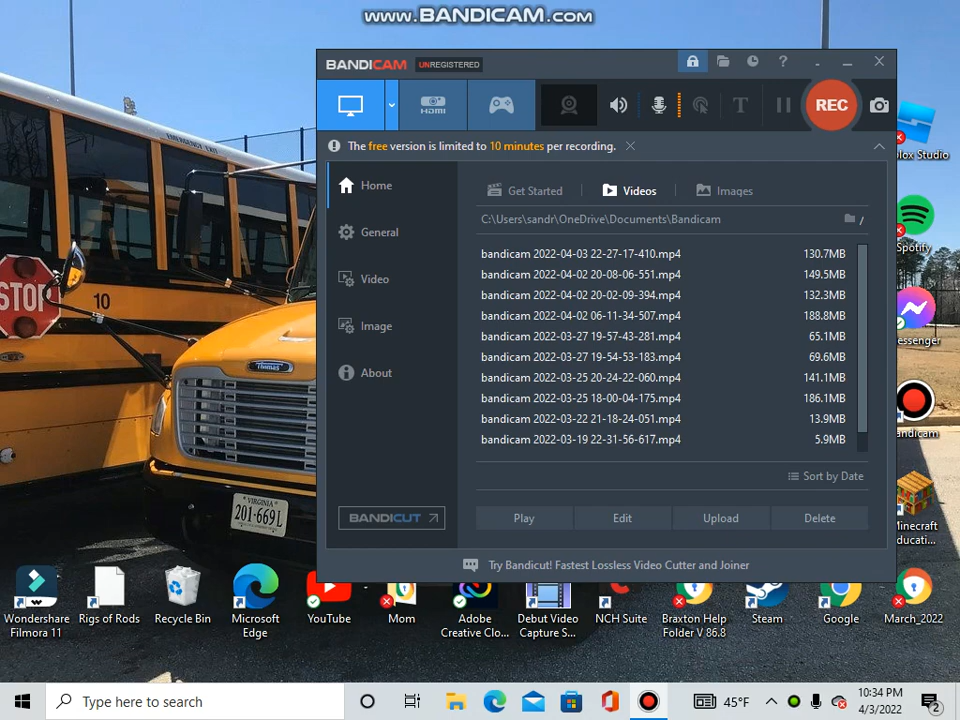 www.BANDICAM.com
BANDICAM UNREGISTERED
HDMI
T
REC
The free version is limited to 10 minutes per recording.
Home
General
Video
Image
About
BANDICUT
Get Started
Videos
Images
C:\Users\sandr\OneDrive\Documents\Bandicam
bandicam 2022-04-03 22-27-17-410.mp4 130.7MB
bandicam 2022-04-02 20-08-06-551.mp4 149.5MB
bandicam 2022-04-02 20-02-09-394.mp4 132.3MB
bandicam 2022-04-02 06-11-34-507.mp4 188.8MB
bandicam 2022-03-27 19-57-43-281.mp4 65.1MB
bandicam 2022-03-27 19-54-53-183.mp4 69.6MB
bandicam 2022-03-25 20-24-22-060.mp4 141.1MB
bandicam 2022-03-25 18-00-04-175.mp4 186.1MB
bandicam 2022-03-22 21-18-24-051.mp4 13.9MB
bandicam 2022-03-19 22-31-56-617.mp4 5.9MB
Sort by Date
Play
Edit
Upload
Delete
Try Bandicut! Fastest Lossless Video Cutter and Joiner
EMERGENCY EXIT
STOP
10
Thomas
VIRGINIA
201-669L
olox Studio
Spotify
essenger
andicam
Minecraft
Educati...
Wondershare
Filmora 11
Rigs of Rods
Recycle Bin
Microsoft
Edge
YouTube
Mom
Adobe
Creative Clo...
Debut Video
Capture S...
NCH Suite
Braxton Help
Folder V 86.8
Steam
Google
March_2022
Type here to search
45°F
10:34 PM
4/3/2022
2